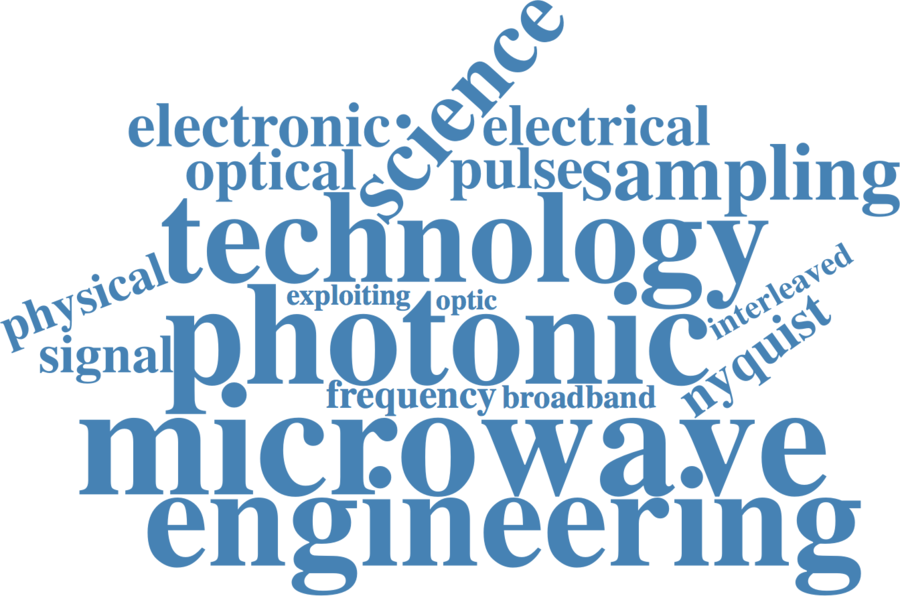 science
electronic electrical
optical pulse sampling
technology
physical exploiting optic interleaved
signal photonic nyquist
frequency broadband
microwave
engineering